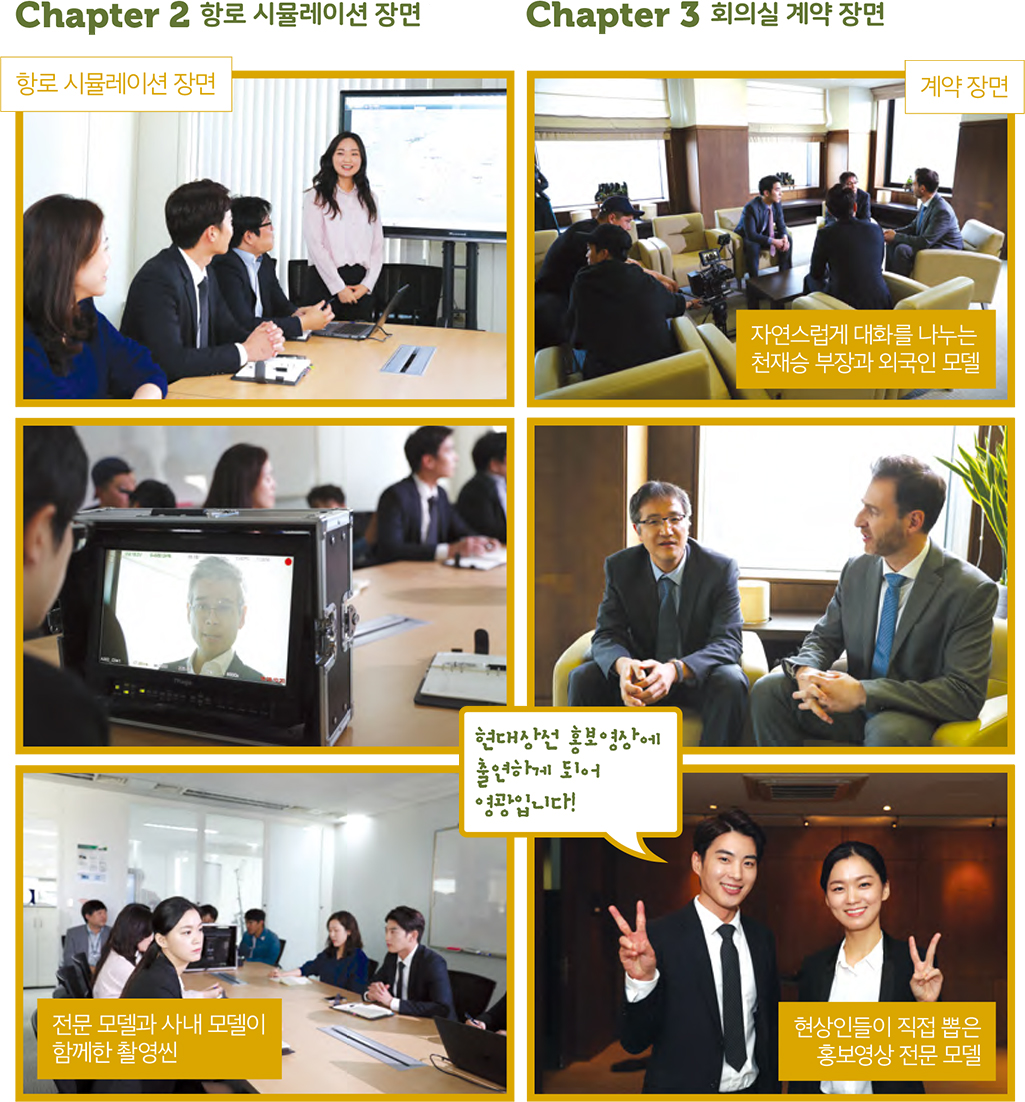 Chapter 2 항로 시뮬레이션 장면
항로 시뮬레이션 장면
전문 모델과 사내 모델이
함께한 촬영씬
Chapter 3 회의실 계약 장면
계약 장면
자연스럽게 대화를 나누는
천재승 부장과 외국인 모델
현대상선 홍보영상에
출연하게 되어
영광입니다!
현상인들이 직접 뽑은
홍보영상 전문 모델